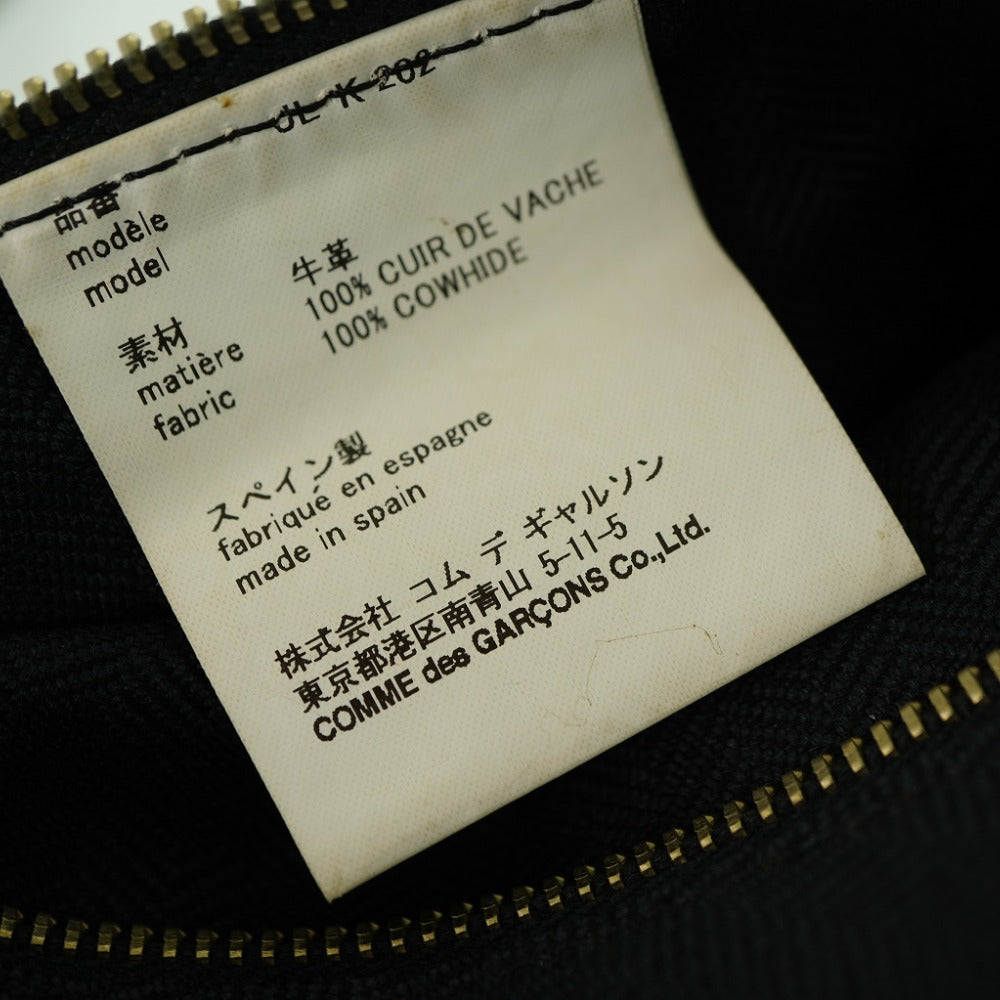 JL K 202
品番
modèle
model
牛革
100% CUIR DE VACHE
100% COWHIDE
素材
matière
fabric
スペイン製
fabriqué en espagne
made in spain
株式会社 コム デ ギャルソン
東京都港区南青山 5-11-5
COMME des GARÇONS Co.,Ltd.